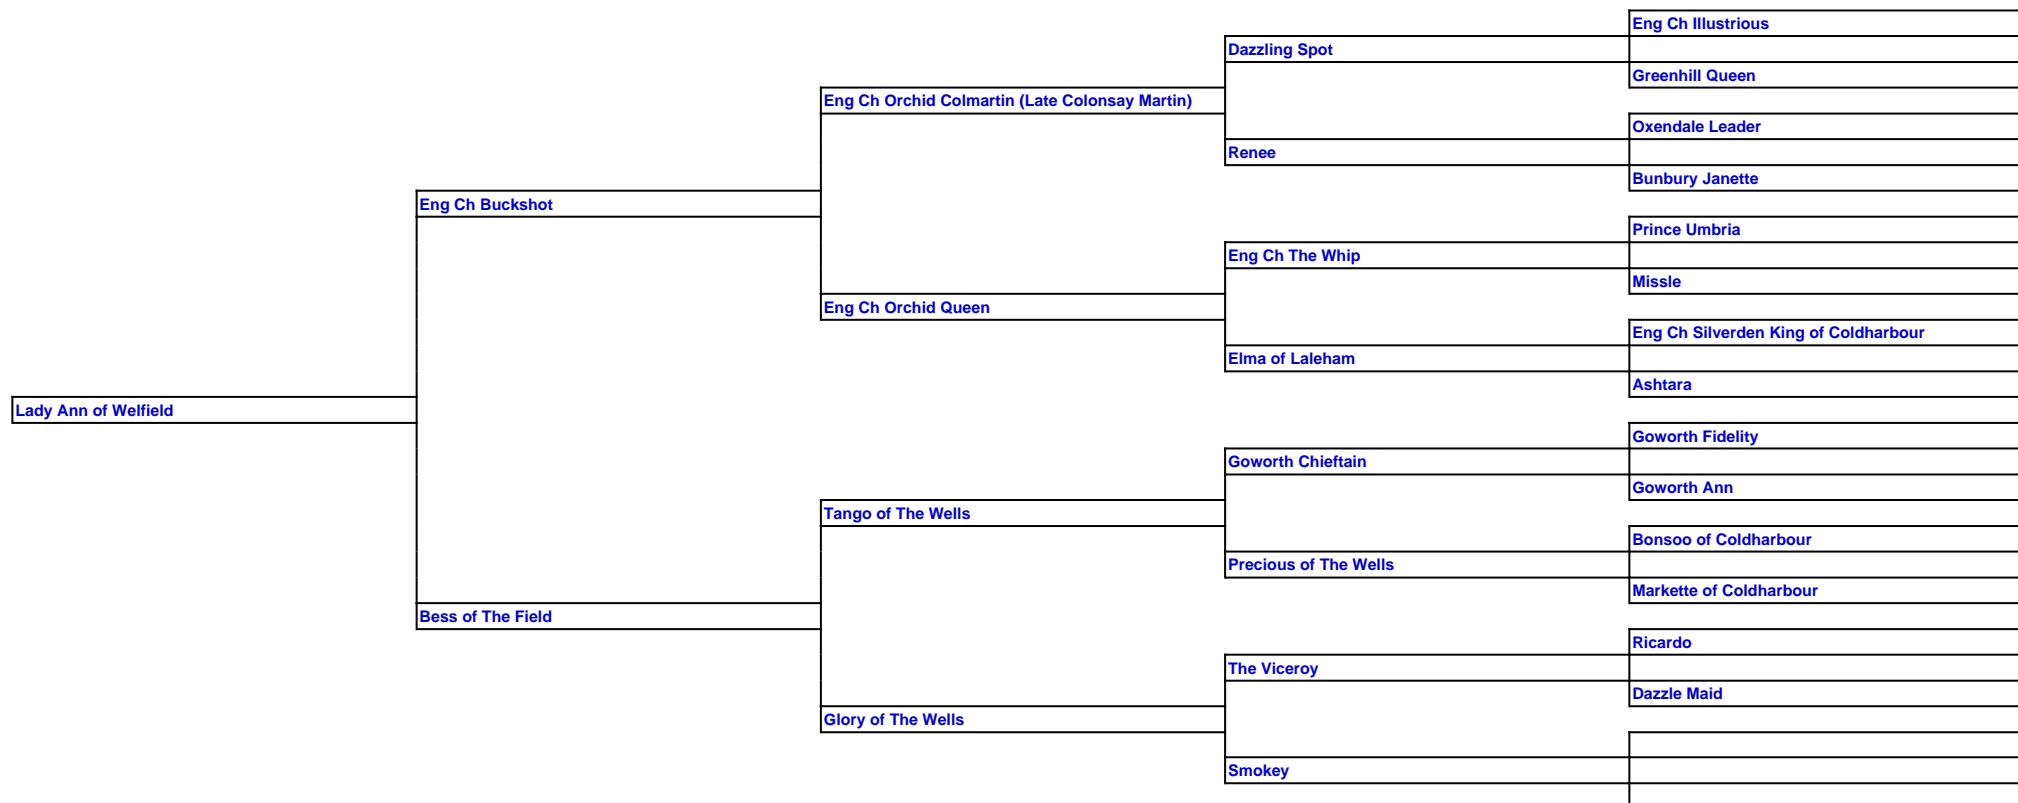 Eng Ch Illustrious
Dazzling Spot
Greenhill Queen
Eng Ch Orchid Colmartin (Late Colonsay Martin)
Oxendale Leader
Renee
Bunbury Janette
Eng Ch Buckshot
Prince Umbria
Eng Ch The Whip
Missle
Eng Ch Orchid Queen
Eng Ch Silverden King of Coldharbour
Elma of Laleham
Ashtara
Lady Ann of Welfield
Goworth Fidelity
Goworth Chieftain
Goworth Ann
Tango of The Wells
Bonsoo of Coldharbour
Precious of The Wells
Markette of Coldharbour
Bess of The Field
Ricardo
The Viceroy
Dazzle Maid
Glory of The Wells
Smokey